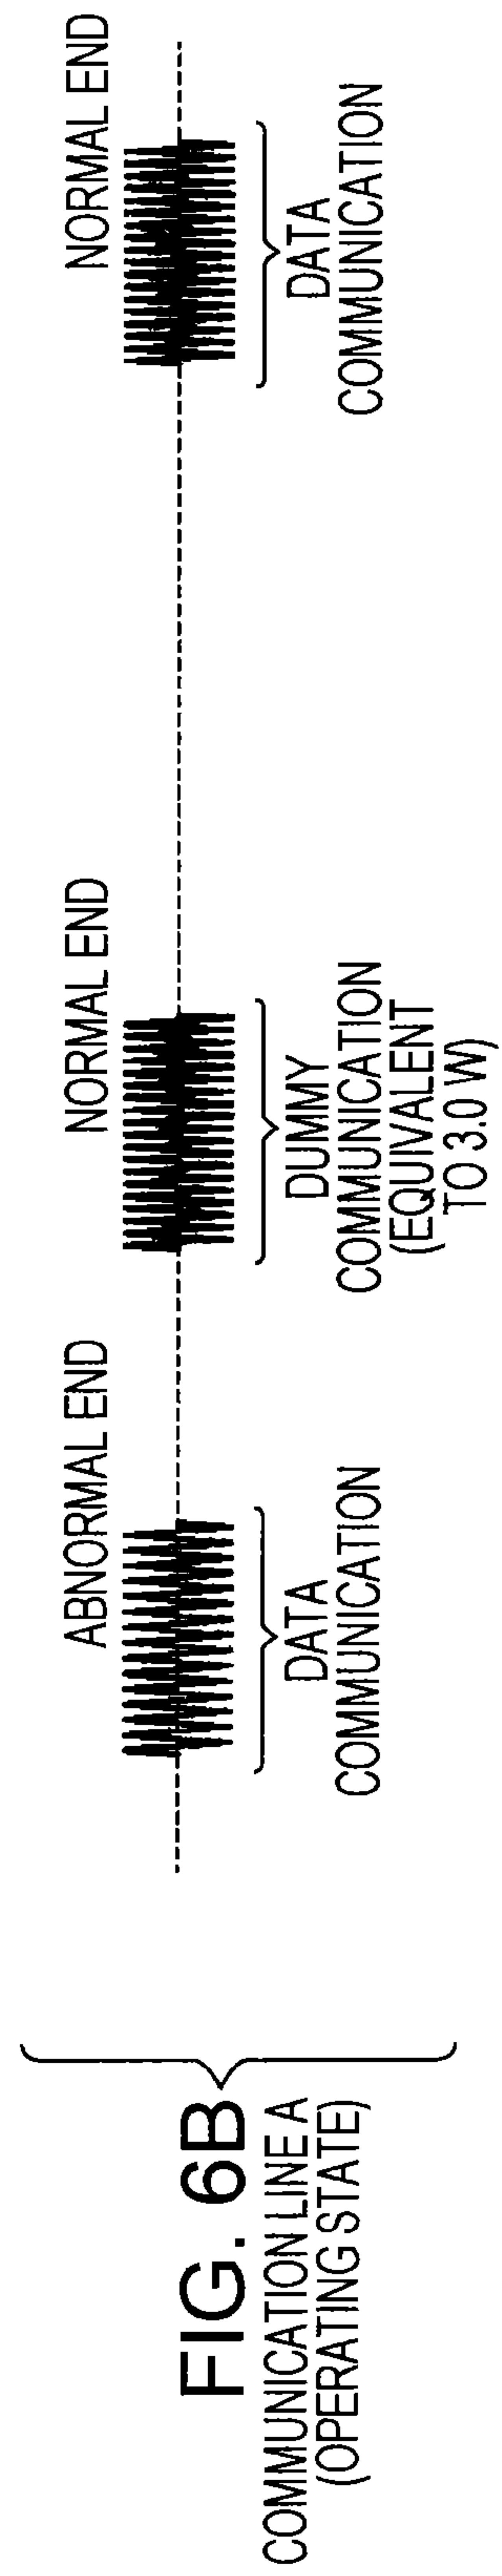 FIG. 6B
COMMUNICATION LINE A
(OPERATING STATE)
ABNORMAL END
DATA
COMMUNICATION
NORMAL END
DUMMY
COMMUNICATION
(EQUIVALENT
TO 3.0 W)
NORMAL END
DATA
COMMUNICATION